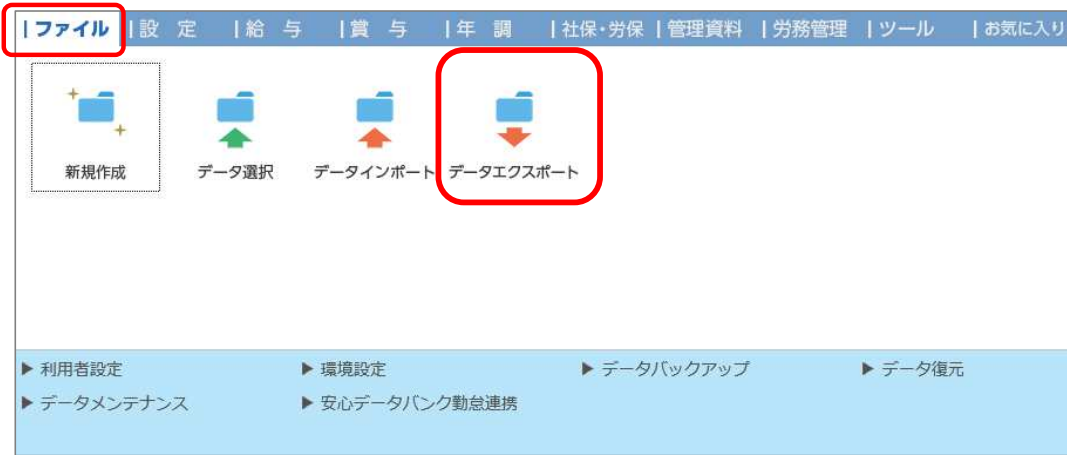 |ファイル |設 定 |給 与 |賞 与 |年 調 |社保・労保 |管理資料 |労務管理 |ツール |お気に入り
新規作成 データ選択 データインポート データエクスポート
▶ 利用者設定 ▶ 環境設定 ▶ データバックアップ ▶ データ復元
▶ データメンテナンス ▶ 安心データバンク勤怠連携